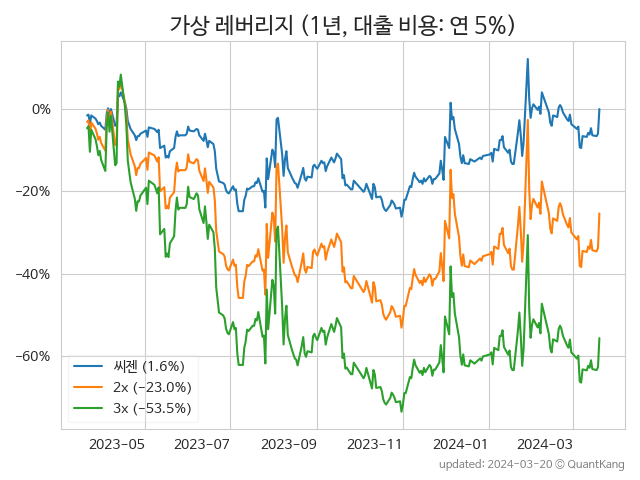 가상 레버리지 (1년, 대출 비용: 연 5%)
0%
−20%
−40%
−60%
씨젠 (1.6%)
2x (−23.0%)
3x (−53.5%)
2023-05 2023-07 2023-09 2023-11 2024-01 2024-03
updated: 2024-03-20 © QuantKang